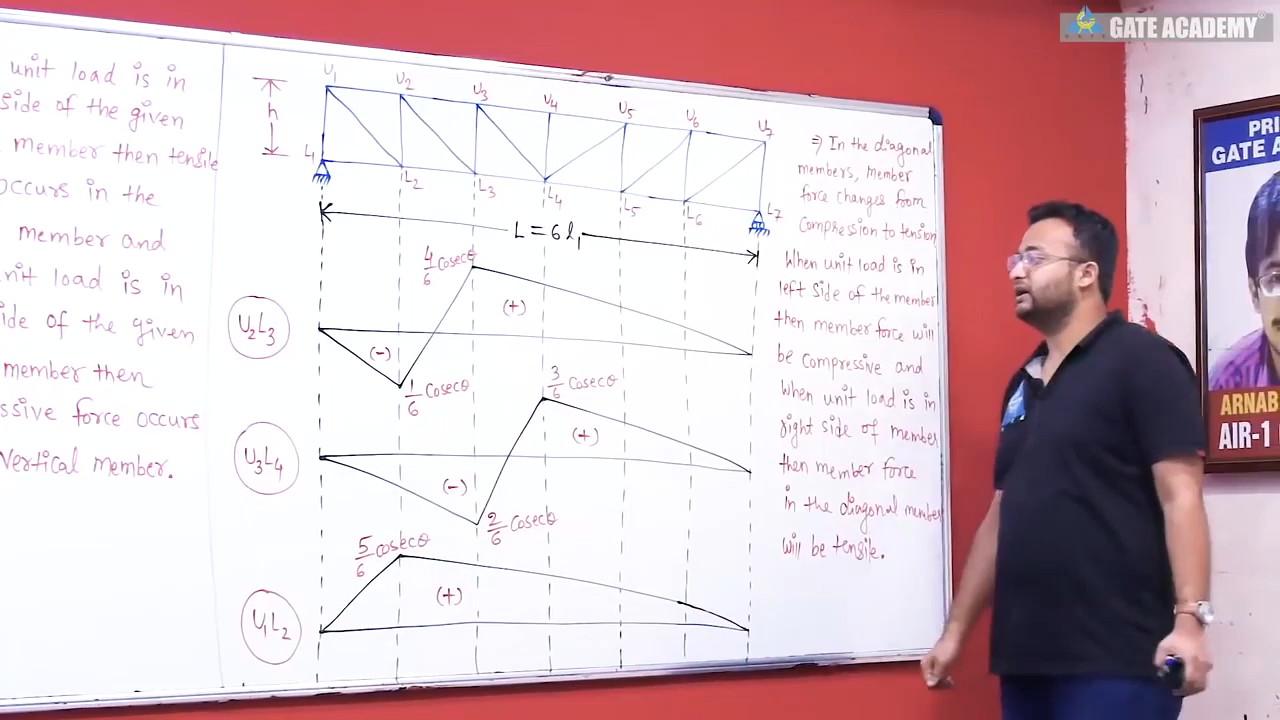 GATE ACADEMY
unit load is in
side of the given
member then tensile
occurs in the
member and
unit load is in
side of the given
member then
ssive force occurs
vertical member.
h
U1 U2 U3 U4 U5 U6 U7
L1 L2 L3 L4 L5 L6 L7
L = 6 l1
U2L3
4/6 cosecθ
(+)
(-)
1/6 cosecθ
U3L4
3/6 cosecθ
(+)
(-)
2/6 cosecθ
U1L2
5/6 cosecθ
(+)
⇒ In the diagonal
members, member
force changes from
compression to tension
When unit load is in
left side of the member
then member force will
be compressive and
when unit load is in
right side of member
then member force
in the diagonal member
will be tensile.
PRI
GATE A
ARNAB
AIR-1